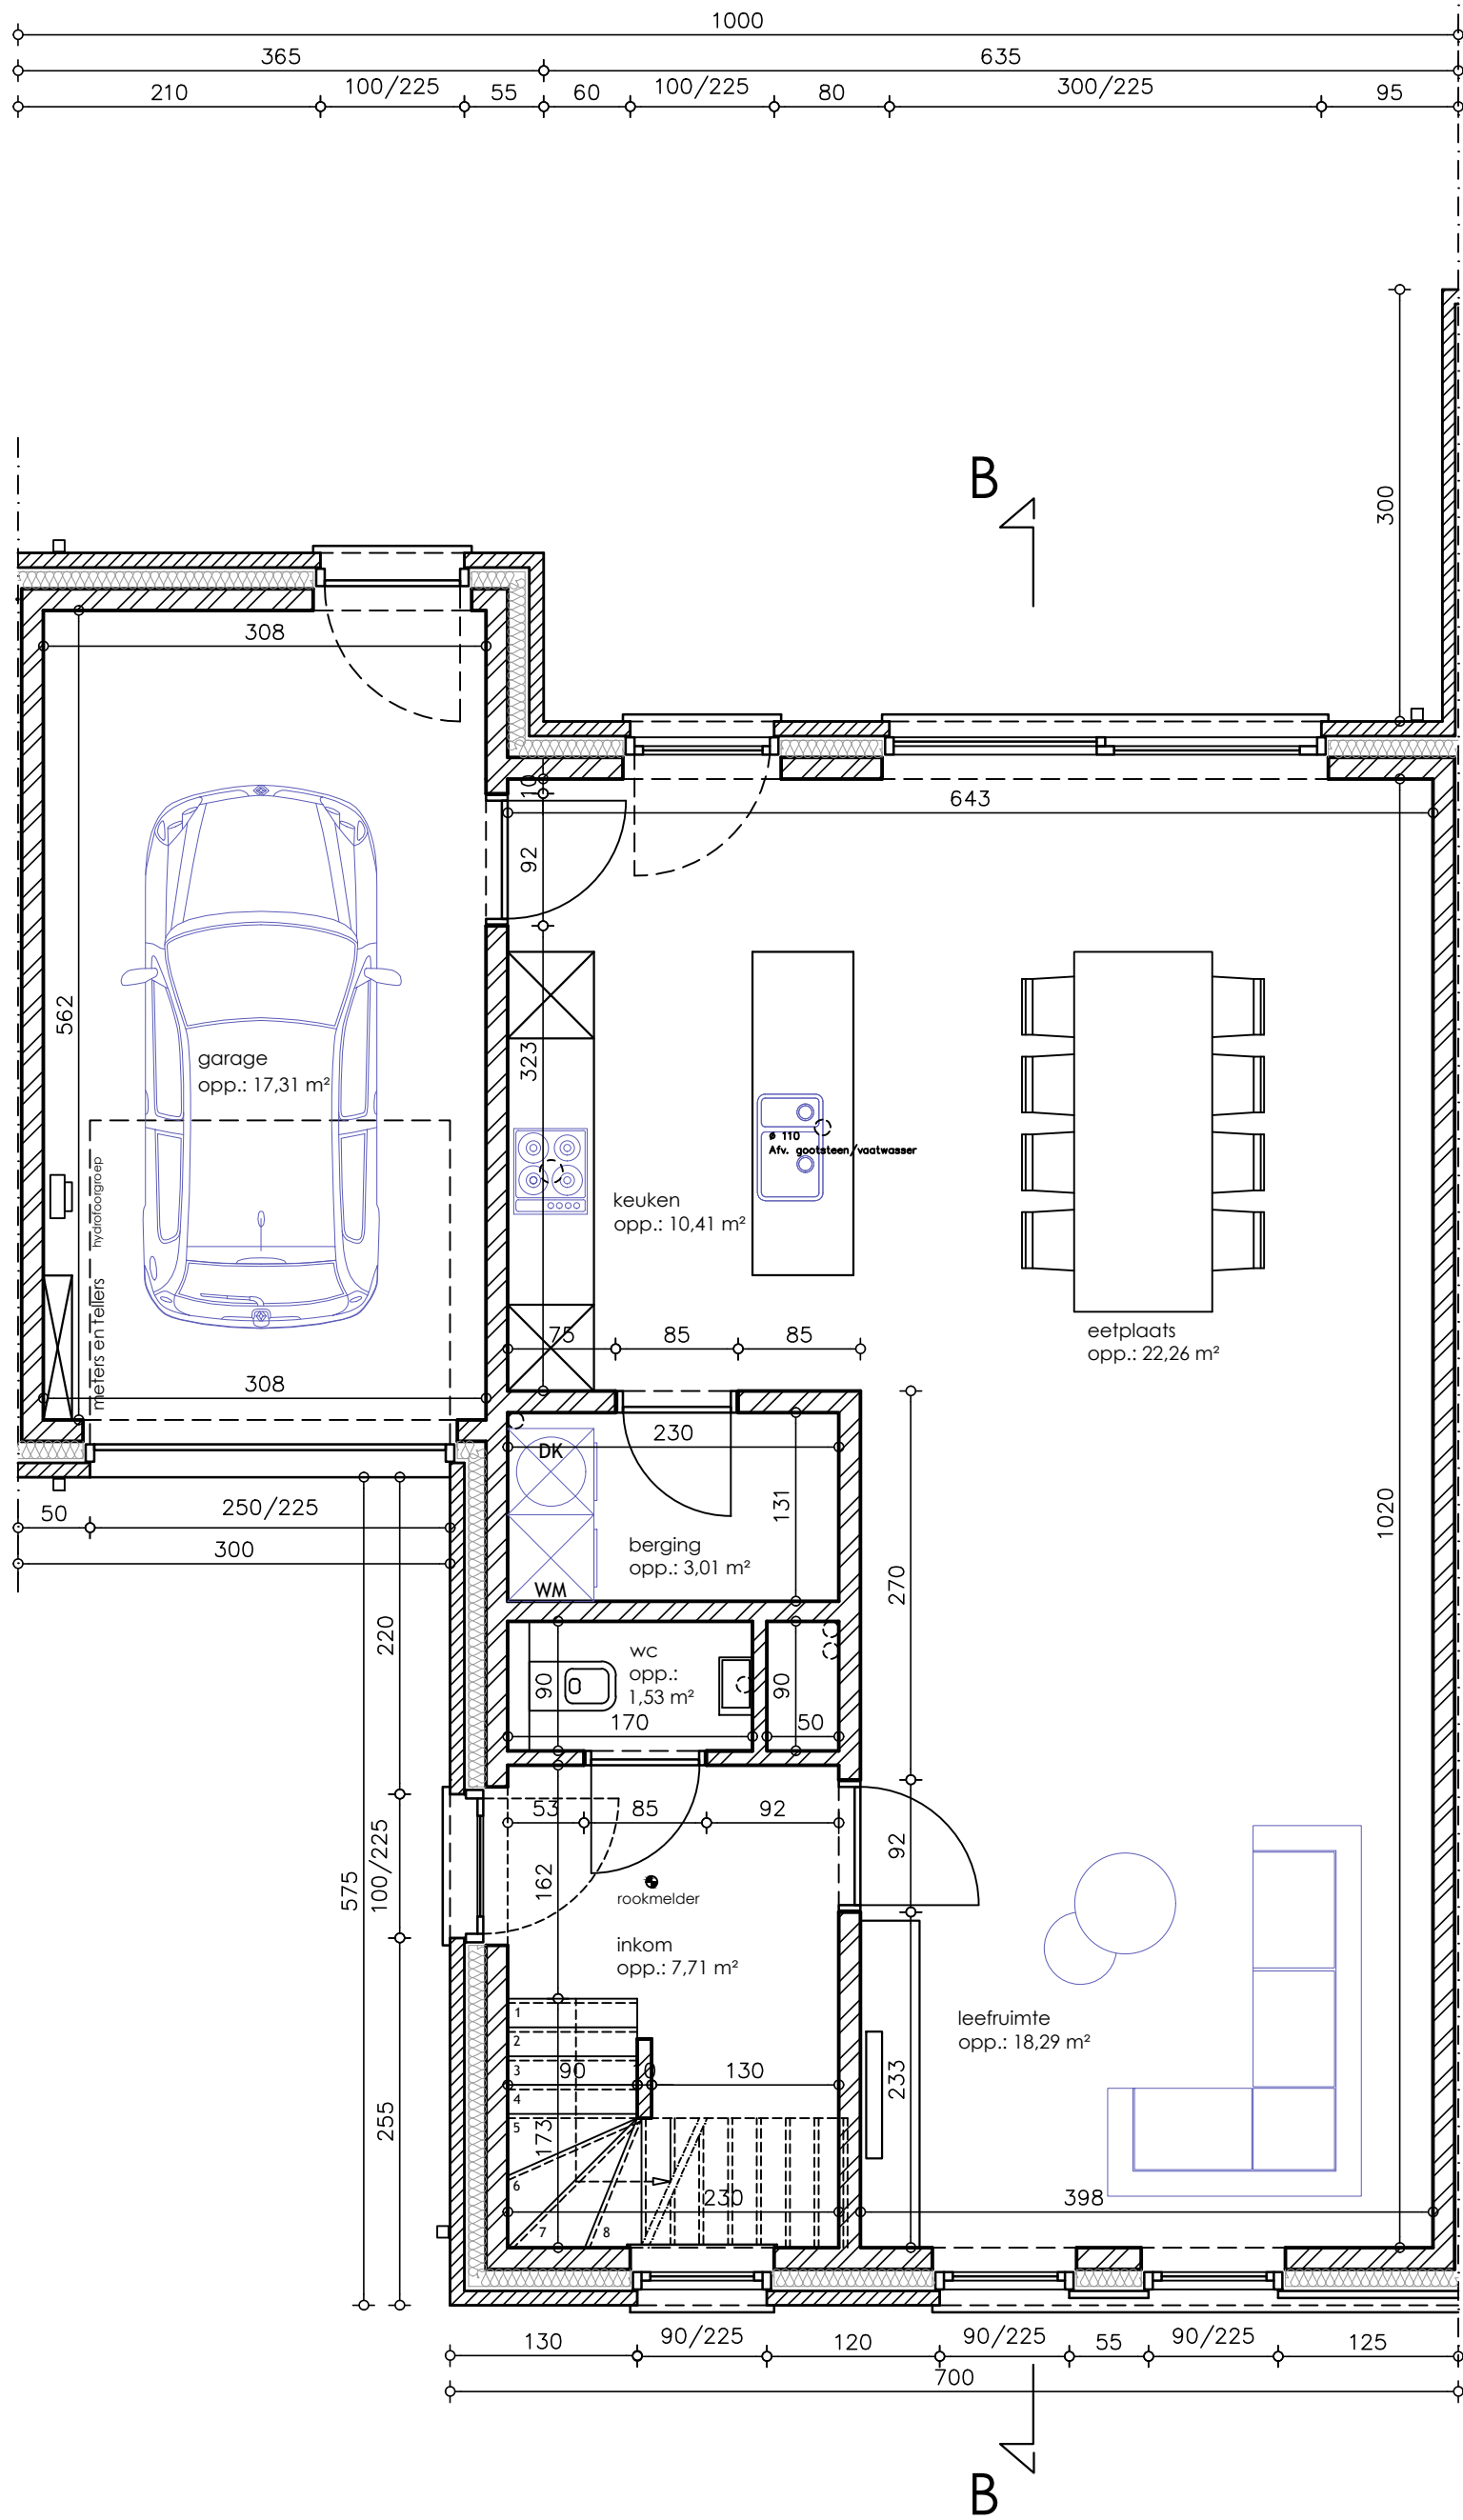 1000
365
635
210
100/225
55
60
100/225
80
300/225
95
B
300
308
10
643
92
562
323
garage
opp.: 17,31 m²
ø 110
Afv. gootsteen/vaatwasser
hydrofoorgroep
meters en tellers
keuken
opp.: 10,41 m²
eetplaats
opp.: 22,26 m²
75
85
85
308
230
DK
131
berging
opp.: 3,01 m²
WM
50
250/225
300
1020
270
220
wc
opp.:
1,53 m²
90
90
170
50
53
85
92
162
92
100/225
575
rookmelder
inkom
opp.: 7,71 m²
leefruimte
opp.: 18,29 m²
1
2
3
4
5
6
7
8
90
10
130
233
255
173
230
398
130
90/225
120
90/225
55
90/225
125
700
B